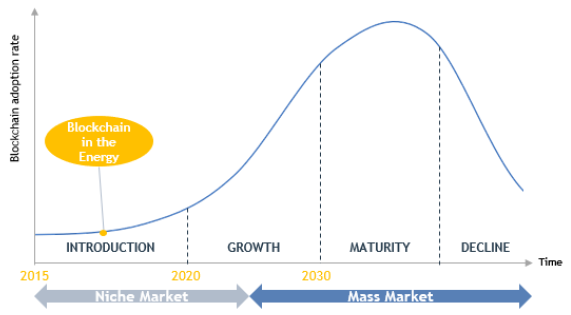 Blockchain adoption rate
Blockchain
in the
Energy
INTRODUCTION
GROWTH
MATURITY
DECLINE
Time
2015
2020
2030
Niche Market
Mass Market